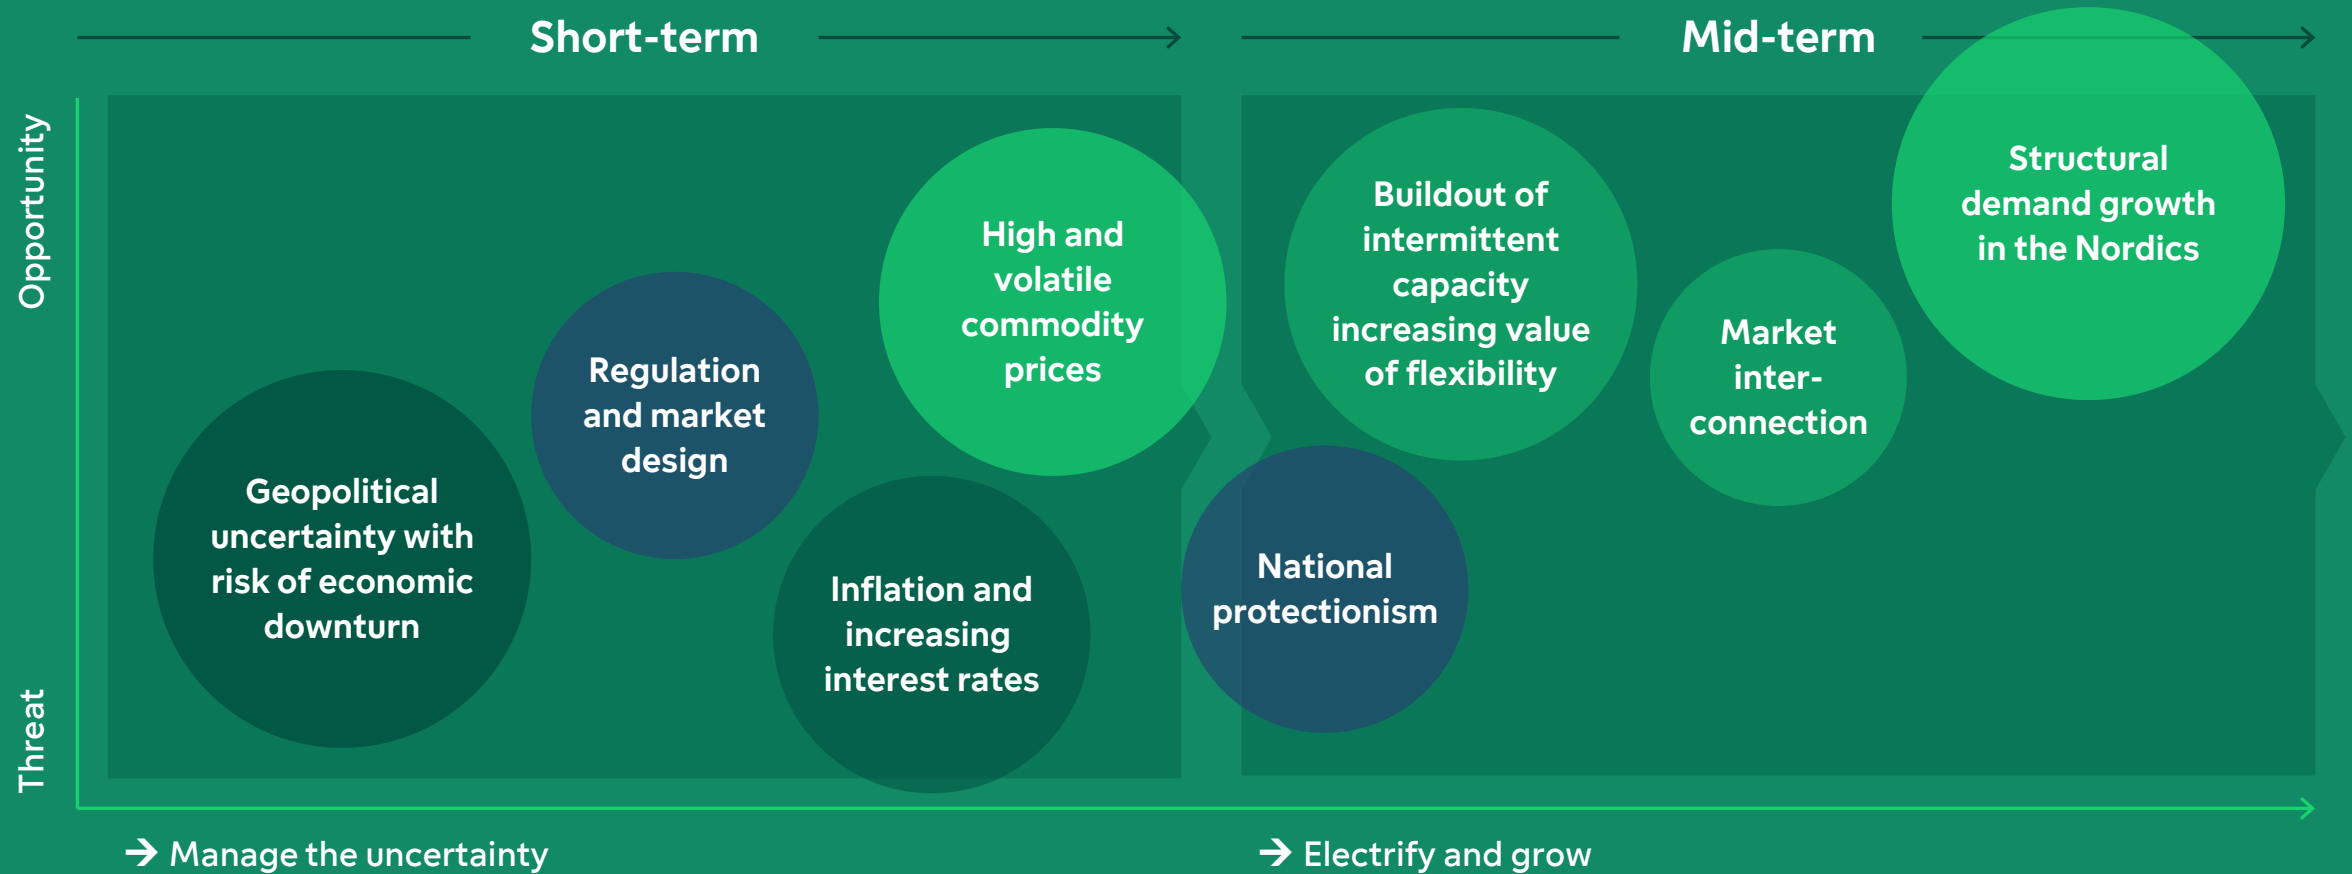 Short-term
Mid-term
Opportunity
Threat
Geopolitical
uncertainty with
risk of economic
downturn
Regulation
and market
design
High and
volatile
commodity
prices
Inflation and
increasing
interest rates
National
protectionism
Buildout of
intermittent
capacity
increasing value
of flexibility
Market
inter-
connection
Structural
demand growth
in the Nordics
→ Manage the uncertainty
→ Electrify and grow